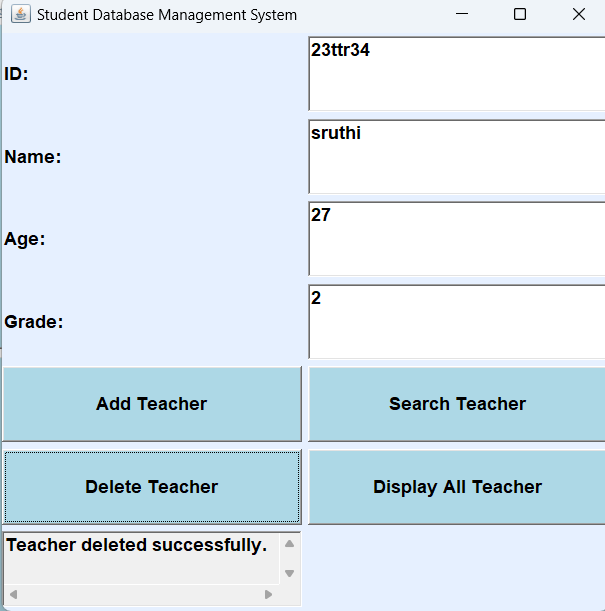 Student Database Management System
ID:
23ttr34
Name:
sruthi
Age:
27
Grade:
2
Add Teacher
Search Teacher
Delete Teacher
Display All Teacher
Teacher deleted successfully.